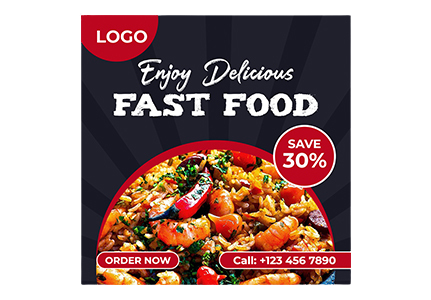 LOGO
Enjoy Delicious
FAST FOOD
SAVE
30%
ORDER NOW
Call: +123 456 7890